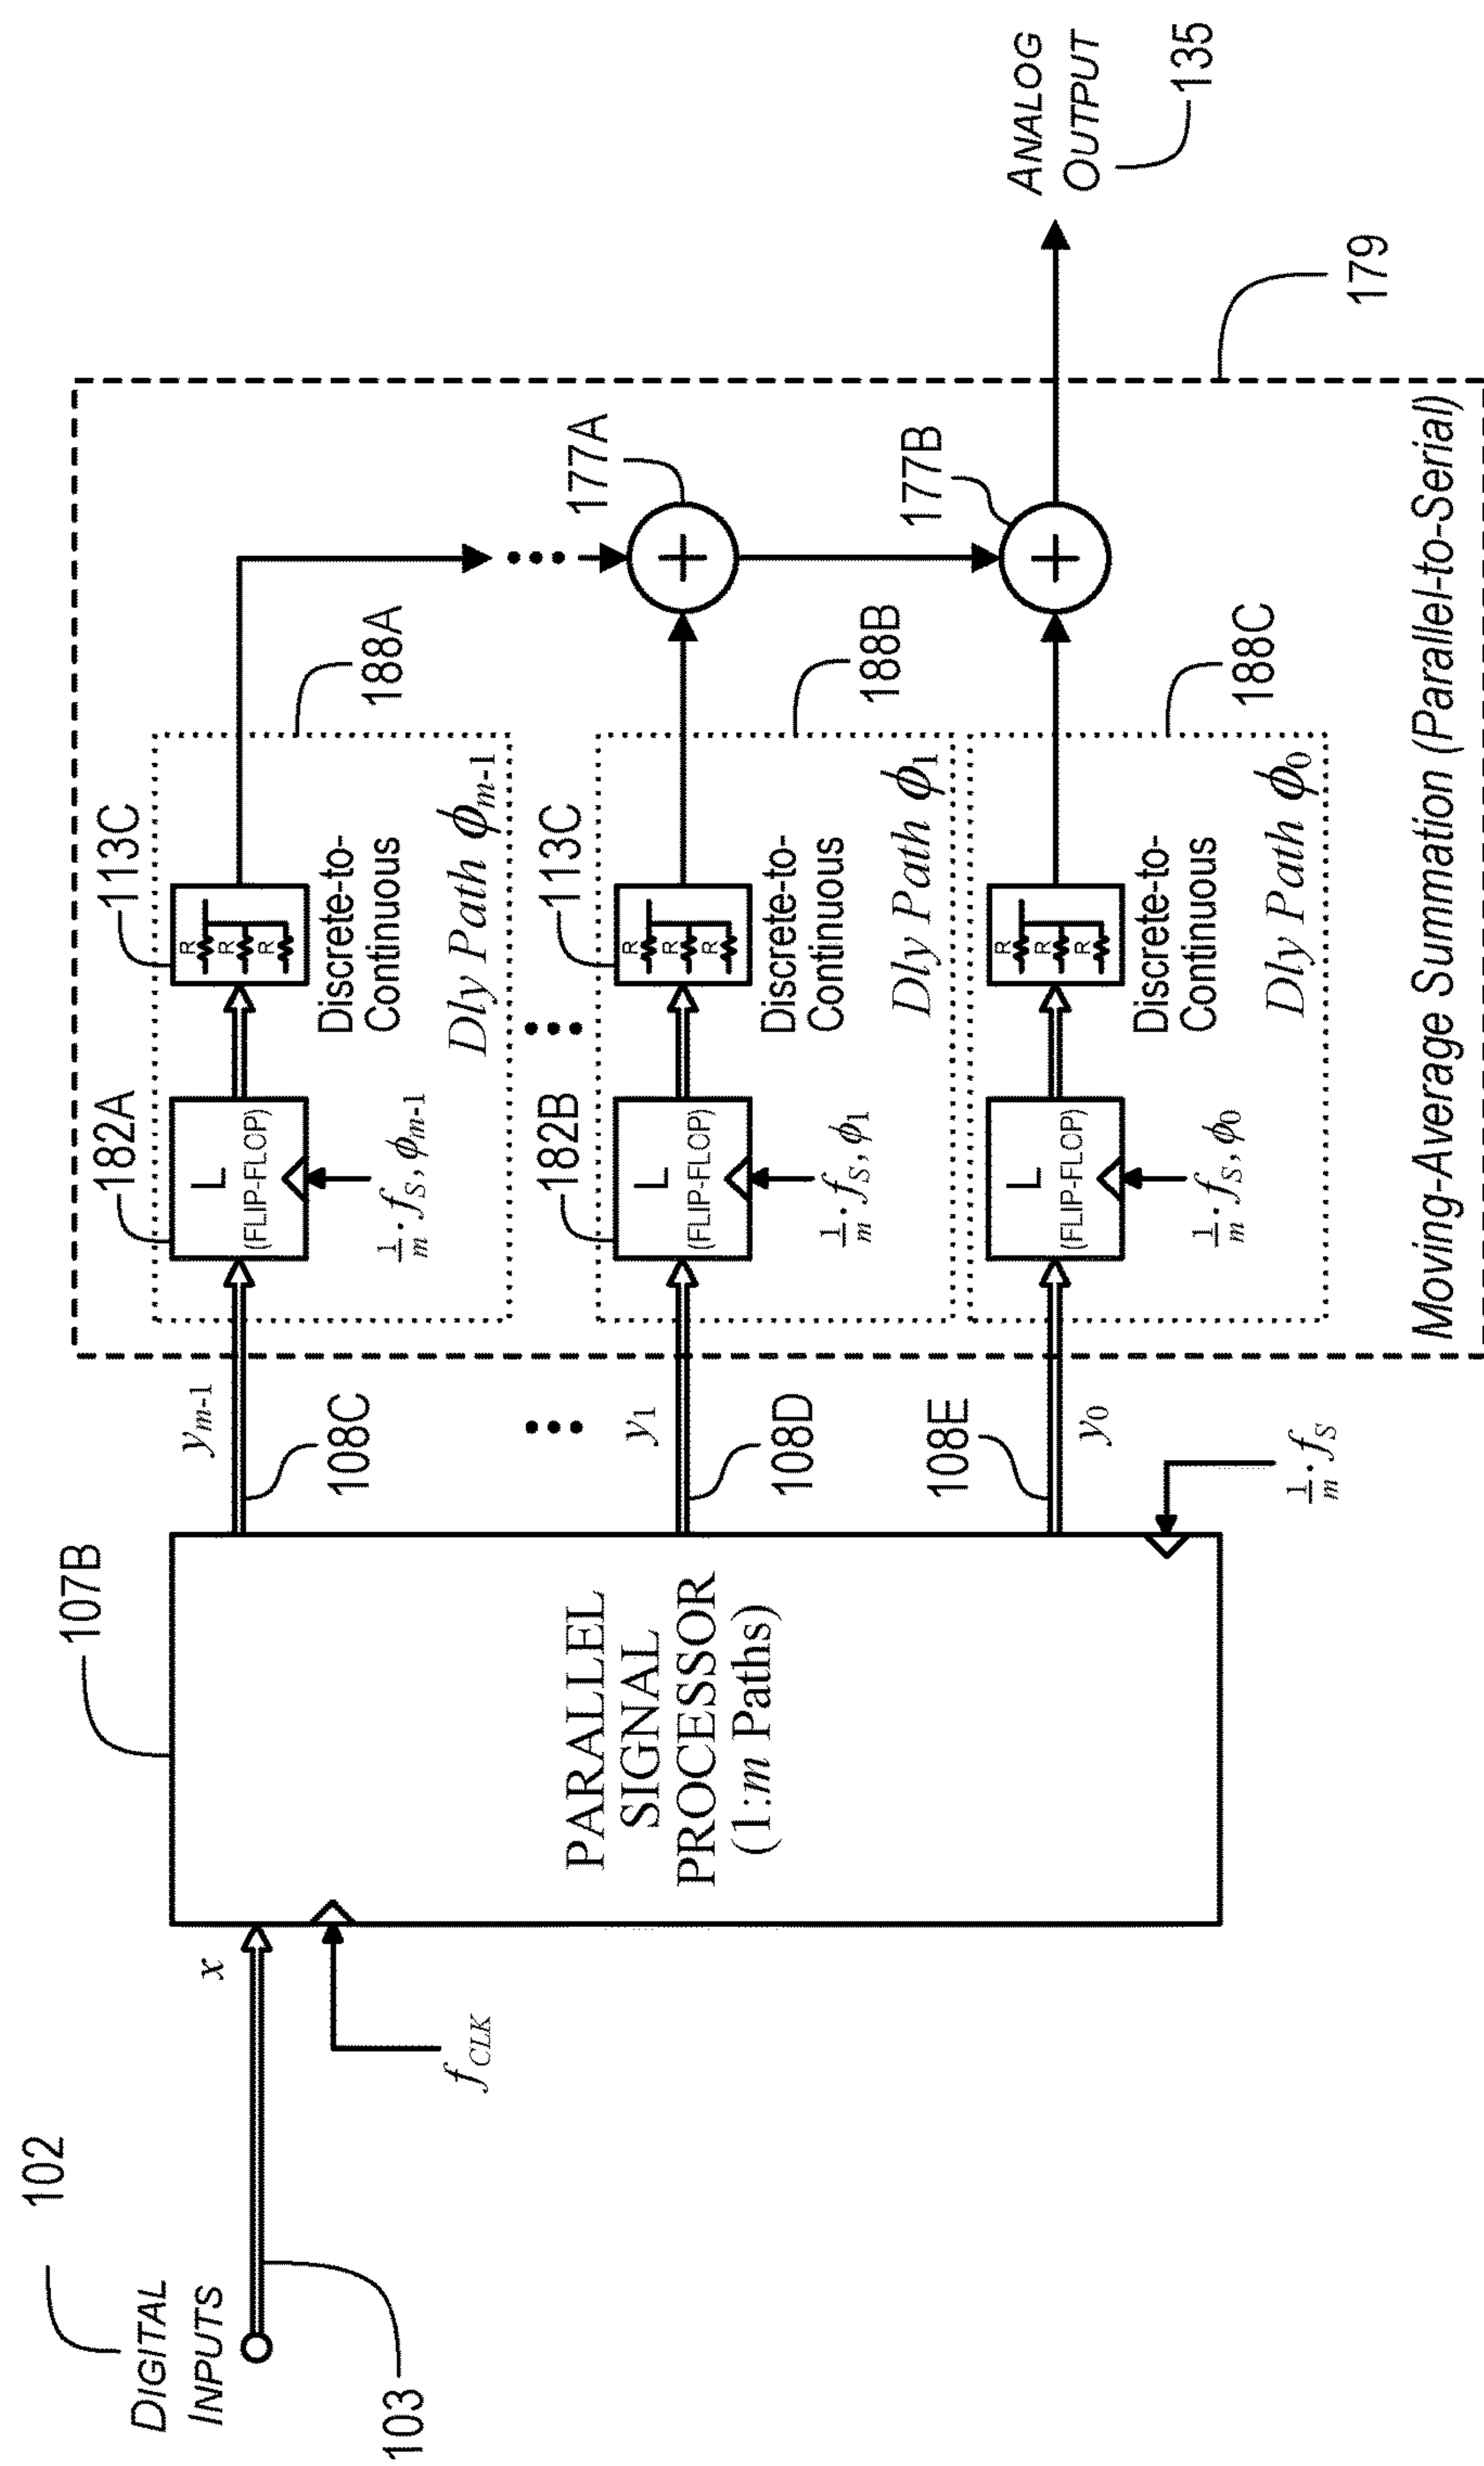 102
DIGITAL
INPUTS
103
x
f_CLK
107B
PARALLEL
SIGNAL
PROCESSOR
(1:m Paths)
1/m · f_S
y_{m-1}
108C
y_1
108D
108E
y_0
182A
L
(FLIP-FLOP)
1/m · f_S, ϕ_{m-1}
113C
R
R
R
Discrete-to-
Continuous
Dly Path ϕ_{m-1}
188A
182B
L
(FLIP-FLOP)
1/m · f_S, ϕ_1
113C
R
R
R
Discrete-to-
Continuous
Dly Path ϕ_1
188B
L
(FLIP-FLOP)
1/m · f_S, ϕ_0
R
R
R
Discrete-to-
Continuous
Dly Path ϕ_0
188C
177A
+
177B
+
Moving-Average Summation (Parallel-to-Serial)
179
ANALOG
OUTPUT
135